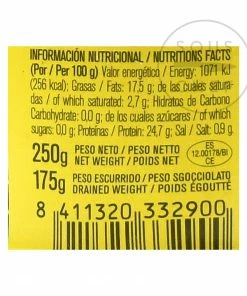 SOUS
INFORMACIÓN NUTRICIONAL / NUTRITIONS FACTS
(Por / Per 100 g) Valor energético / Energy: 1071 kJ
(256 kcal); Grasas / Fats: 17,5 g; de las cuales satura-
das / of which saturated: 2,7 g; Hidratos de Carbono
Carbohydrate: 0,0 g; de los cuales azúcares / of which
sugars: 0,0 g; Proteínas / Protein: 24,7 g; Sal / Salt: 0,9 g.
250g PESO NETO / PESO NETTO
NET WEIGHT / POIDS NET
ES
12.00178/BI
CE
175g PESO ESCURRIDO / PESO SGOCCIOLATO
DRAINED WEIGHT / POIDS ÉGOUTTÉ
8 411320 332900